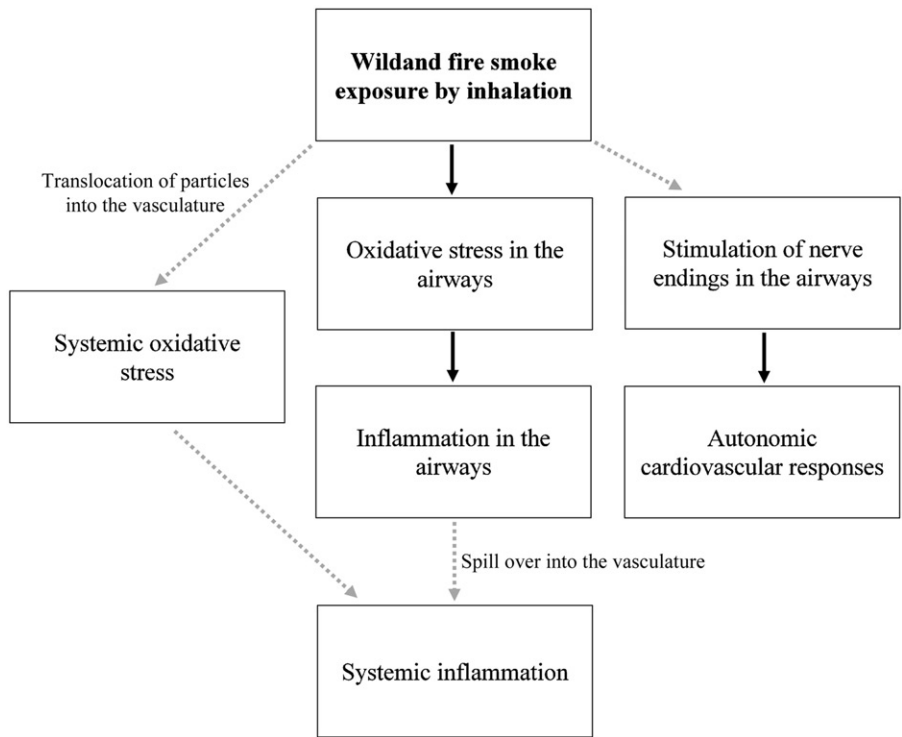 Wildand fire smoke
exposure by inhalation
Translocation of particles
into the vasculature
Oxidative stress in the
airways
Stimulation of nerve
endings in the airways
Systemic oxidative
stress
Inflammation in the
airways
Autonomic
cardiovascular responses
Spill over into the vasculature
Systemic inflammation